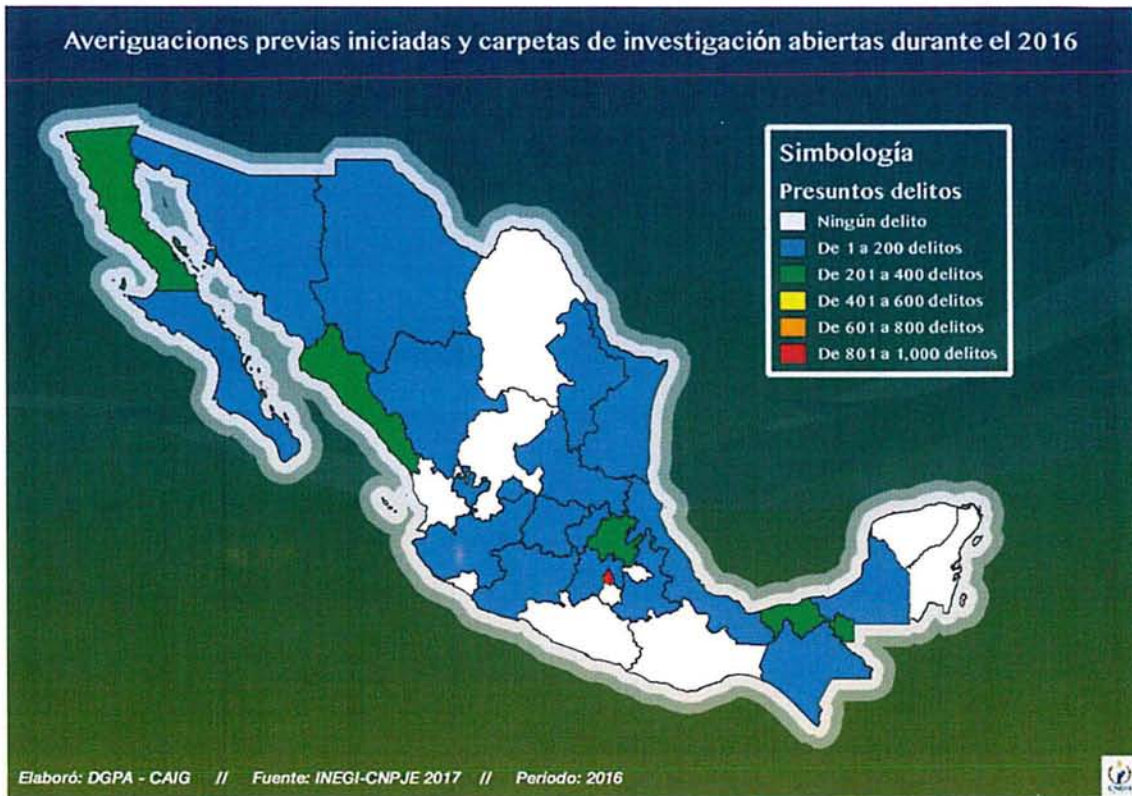 Averiguaciones previas iniciadas y carpetas de investigación abiertas durante el 2016
Simbología
Presuntos delitos
Ningún delito
De 1 a 200 delitos
De 201 a 400 delitos
De 401 a 600 delitos
De 601 a 800 delitos
De 801 a 1,000 delitos
Elaboró: DGPA - CAIG // Fuente: INEGI-CNPJE 2017 // Periodo: 2016
CNDH